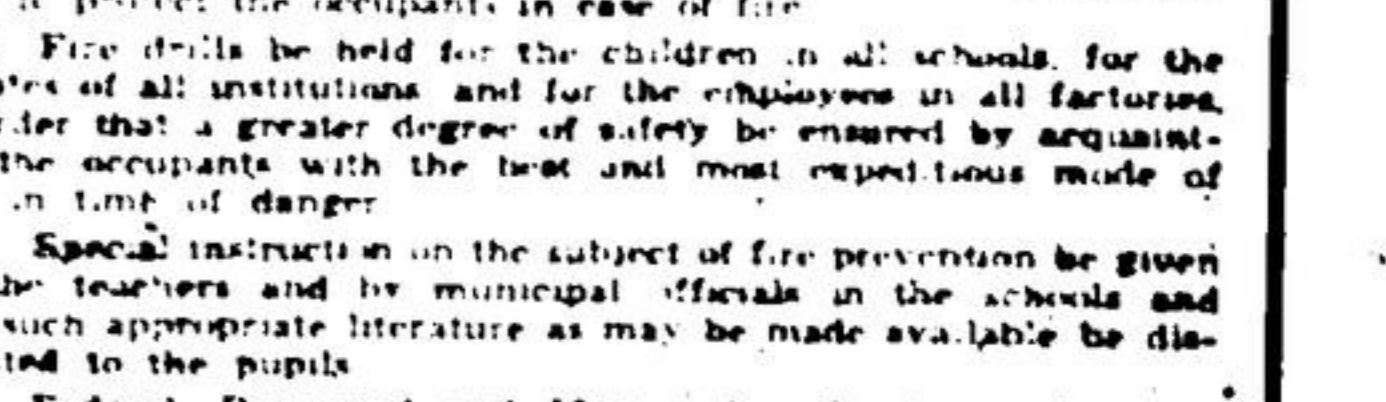 the occupants in case of fire
Fire drills be held for the children in all schools, for the
of all institutions and for the employees in all factories,
that a greater degree of safety be ensured by acquaint-
the occupants with the best and most expeditious mode of
in time of danger
Special instruction on the subject of fire prevention be given
teachers and by municipal officials in the schools and
such appropriate literature as may be made available be dis-
ted to the pupils